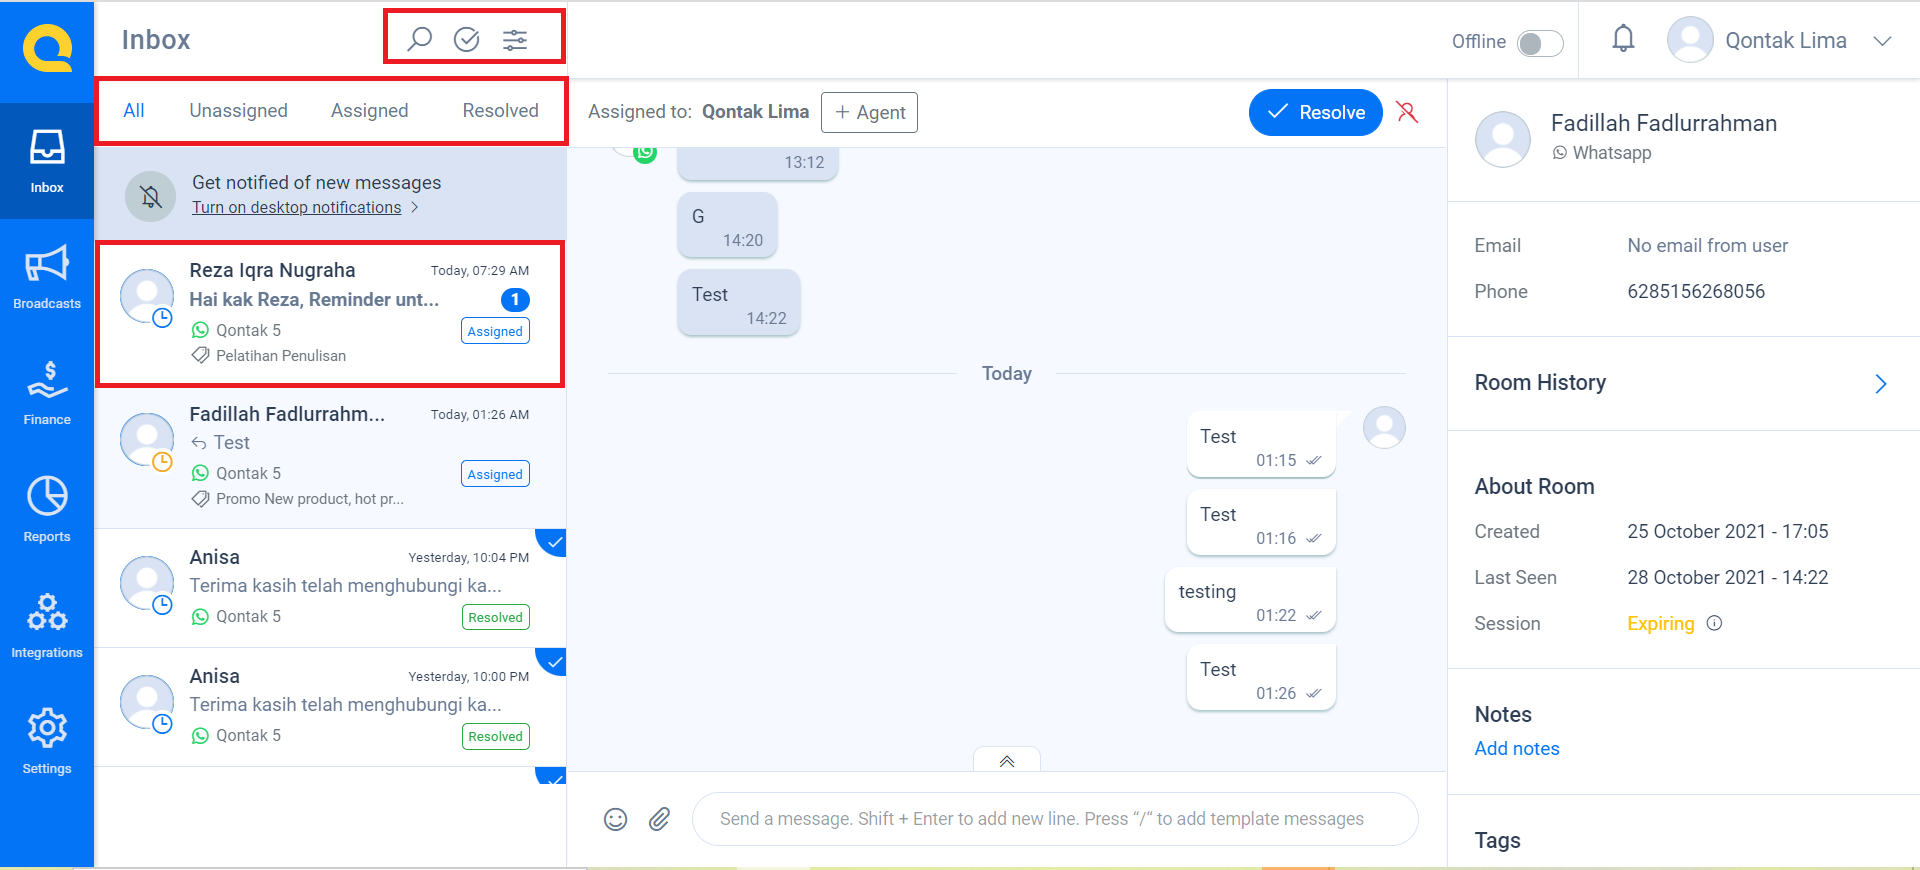 Inbox
Offline
Qontak Lima
All
Unassigned
Assigned
Resolved
Assigned to: Qontak Lima
+ Agent
Resolve
Inbox
Broadcasts
Finance
Reports
Integrations
Settings
Get notified of new messages
Turn on desktop notifications >
Reza Iqra Nugraha
Today, 07:29 AM
Hai kak Reza, Reminder unt...
1
Qontak 5
Assigned
Pelatihan Penulisan
Fadillah Fadlurrahm...
Today, 01:26 AM
Test
Qontak 5
Assigned
Promo New product, hot pr...
Anisa
Yesterday, 10:04 PM
Terima kasih telah menghubungi ka...
Qontak 5
Resolved
Anisa
Yesterday, 10:00 PM
Terima kasih telah menghubungi ka...
Qontak 5
Resolved
13:12
G
14:20
Test
14:22
Today
Test
01:15
Test
01:16
testing
01:22
Test
01:26
Send a message. Shift + Enter to add new line. Press “/“ to add template messages
Fadillah Fadlurrahman
Whatsapp
Email
No email from user
Phone
6285156268056
Room History
About Room
Created
25 October 2021 - 17:05
Last Seen
28 October 2021 - 14:22
Session
Expiring
Notes
Add notes
Tags